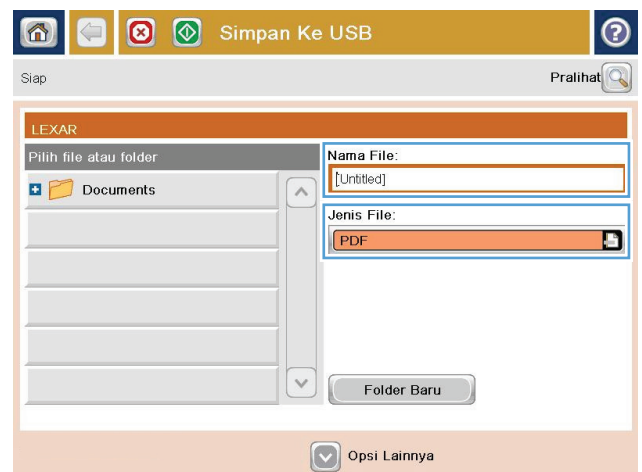 Simpan Ke USB
Siap
Pralihat
LEXAR
Pilih file atau folder
Documents
Nama File:
[Untitled]
Jenis File:
PDF
Folder Baru
Opsi Lainnya